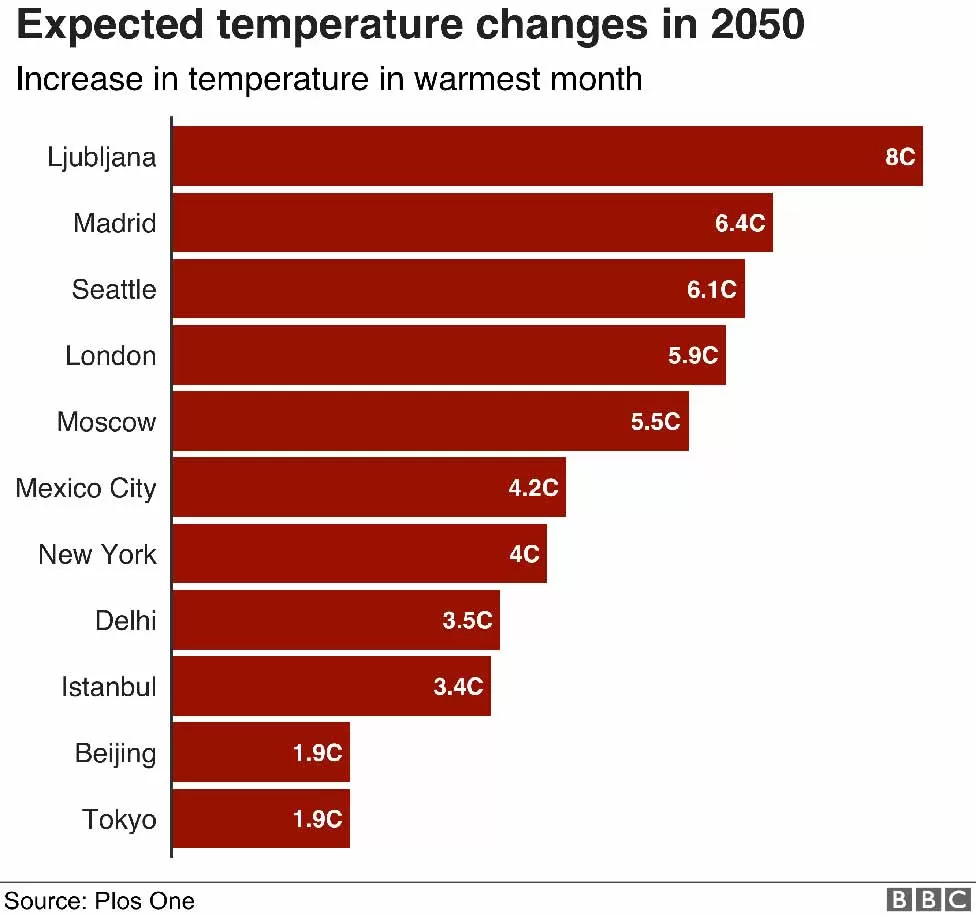 Expected temperature changes in 2050
Increase in temperature in warmest month
Ljubljana 8C
Madrid 6.4C
Seattle 6.1C
London 5.9C
Moscow 5.5C
Mexico City 4.2C
New York 4C
Delhi 3.5C
Istanbul 3.4C
Beijing 1.9C
Tokyo 1.9C
Source: Plos One BBC